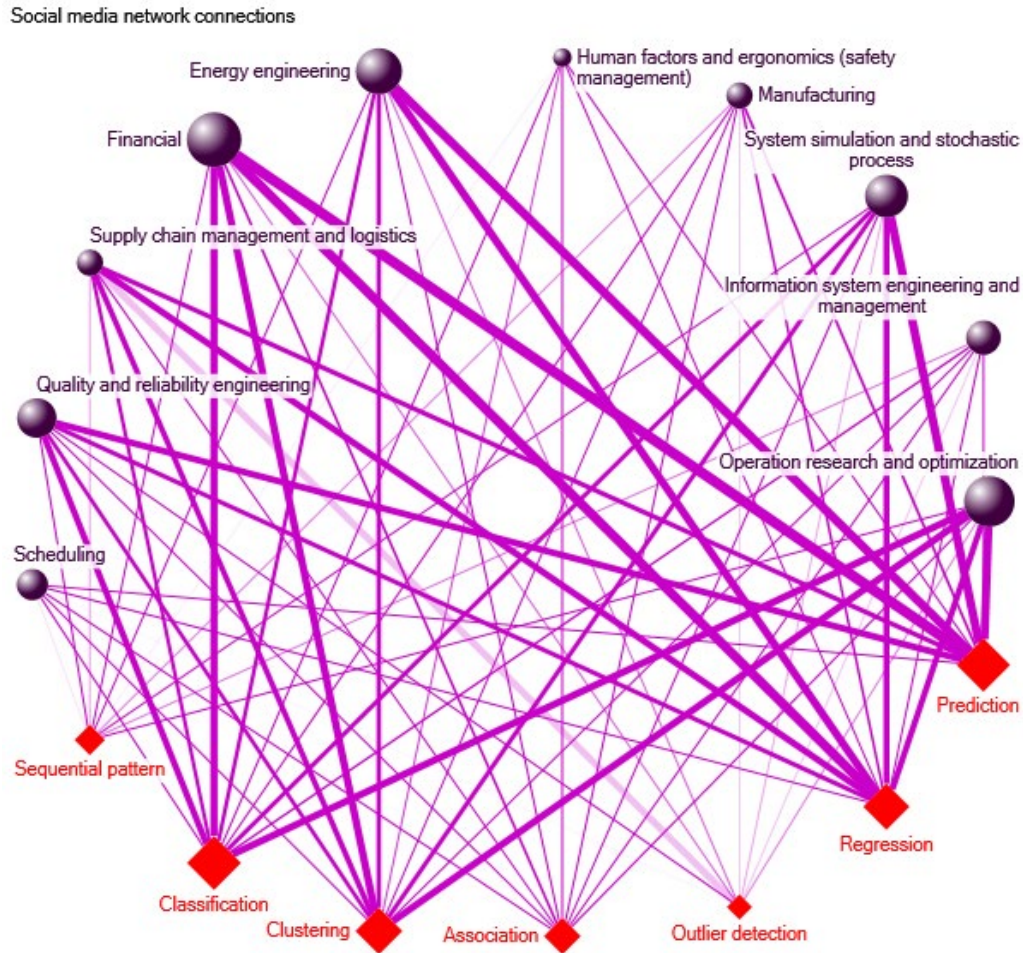 Social media network connections
Energy engineering
Human factors and ergonomics (safety
management)
Manufacturing
Financial
System simulation and stochastic
process
Supply chain management and logistics
Information system engineering and
management
Quality and reliability engineering
Operation research and optimization
Scheduling
Prediction
Sequential pattern
Regression
Classification
Clustering
Association
Outlier detection